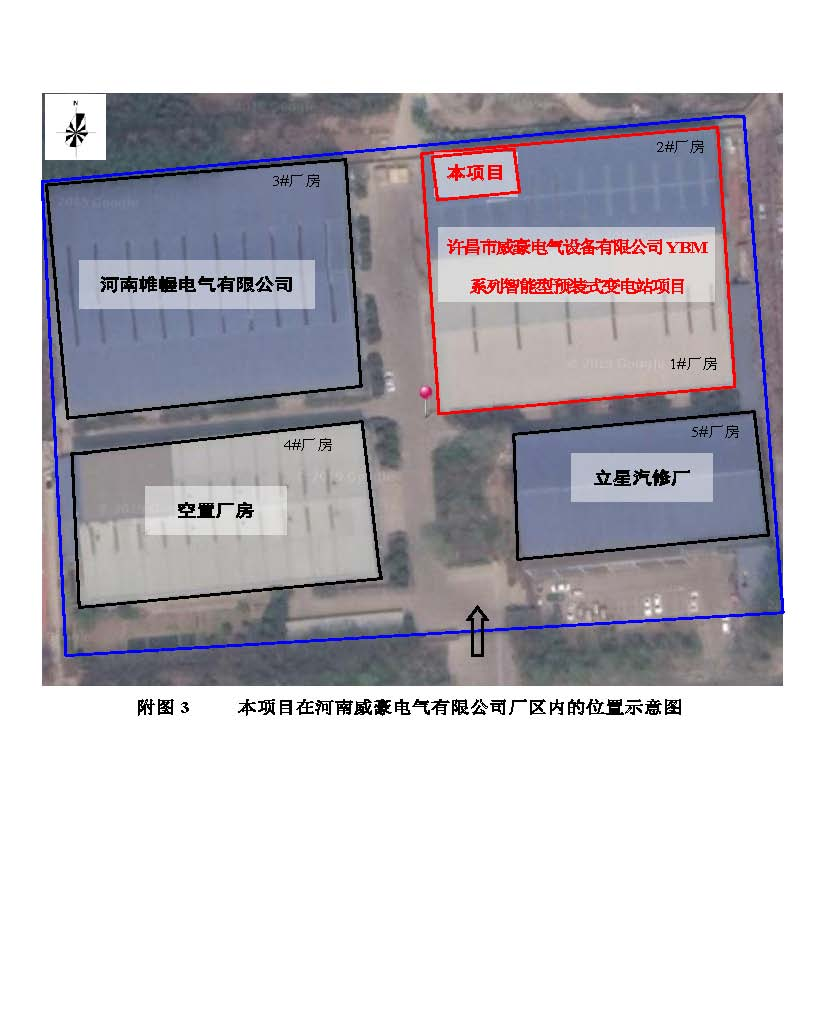 N
2#厂房
3#厂房
本项目
许昌市威豪电气设备有限公司 YBM
系列智能型预装式变电站项目
河南帷幄电气有限公司
1#厂房
4#厂房
5#厂房
立星汽修厂
空置厂房
附图 3 本项目在河南威豪电气有限公司厂区内的位置示意图